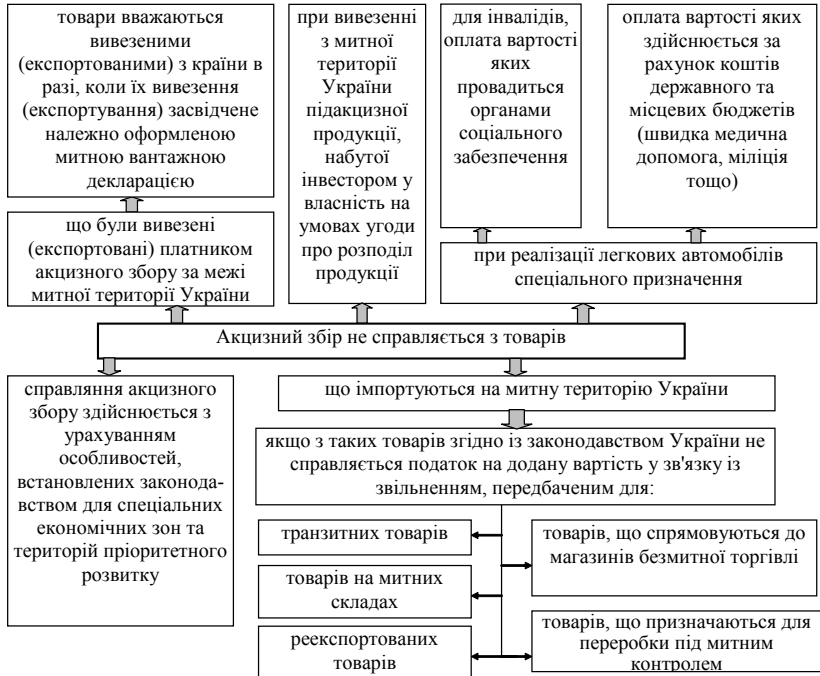 товари вважаються
вивезеними
(експортованими) з країни в
разі, коли їх вивезення
(експортування) засвідчене
належно оформленою
митною вантажною
декларацією
при вивезенні
з митної
території
України
підакцизної
продукції,
набутої
інвестором у
власність на
умовах угоди
про розподіл
продукції
для інвалідів,
оплата вартості
яких
провадиться
органами
соціального
забезпечення
оплата вартості яких
здійснюється за
рахунок коштів
державного та
місцевих бюджетів
(швидка медична
допомога, міліція
тощо)
що були вивезені
(експортовані) платником
акцизного збору за межі
митної території України
при реалізації легкових автомобілів
спеціального призначення
Акцизний збір не справляється з товарів
справляння акцизного
збору здійснюється з
урахуванням
особливостей,
встановлених законода-
вством для спеціальних
економічних зон та
територій пріоритетного
розвитку
що імпортуються на митну територію України
якщо з таких товарів згідно із законодавством України не
справляється податок на додану вартість у зв'язку із
звільненням, передбаченим для:
транзитних товарів
товарів на митних
складах
реекспортованих
товарів
товарів, що спрямовуються до
магазинів безмитної торгівлі
товарів, що призначаються для
переробки під митним
контролем